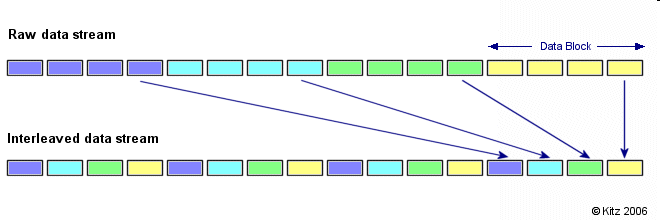 Raw data stream
Data Block
Interleaved data stream
© Kitz 2006